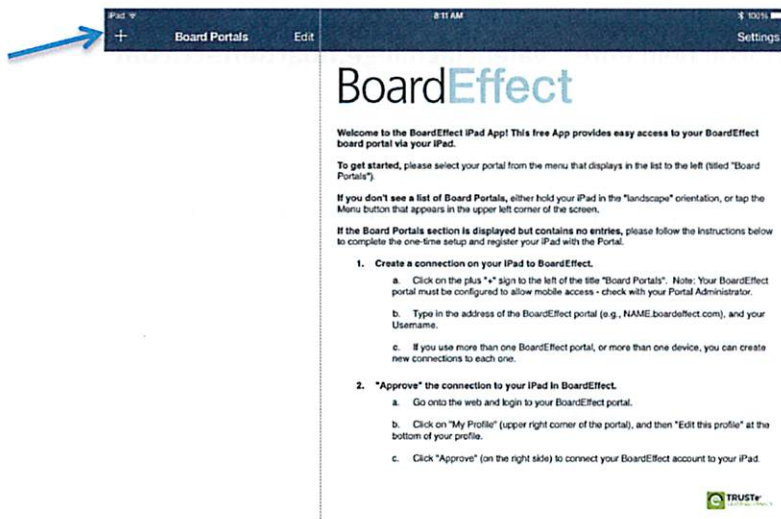 iPad
8:11 AM
100%
+ Board Portals Edit
Settings
BoardEffect
Welcome to the BoardEffect iPad App! This free App provides easy access to your BoardEffect
board portal via your iPad.
To get started, please select your portal from the menu that displays in the list to the left (titled "Board
Portals").
If you don't see a list of Board Portals, either hold your iPad in the "landscape" orientation, or tap the
Menu button that appears in the upper left corner of the screen.
If the Board Portals section is displayed but contains no entries, please follow the instructions below
to complete the one-time setup and register your iPad with the Portal.
1. Create a connection on your iPad to BoardEffect.
a. Click on the plus "+" sign to the left of the title "Board Portals". Note: Your BoardEffect
portal must be configured to allow mobile access - check with your Portal Administrator.
b. Type in the address of the BoardEffect portal (e.g., NAME.boardeffect.com), and your
Username.
c. If you use more than one BoardEffect portal, or more than one device, you can create
new connections to each one.
2. "Approve" the connection to your iPad in BoardEffect.
a. Go onto the web and login to your BoardEffect portal.
b. Click on "My Profile" (upper right corner of the portal), and then "Edit this profile" at the
bottom of your profile.
c. Click "Approve" (on the right side) to connect your BoardEffect account to your iPad.
TRUSTe